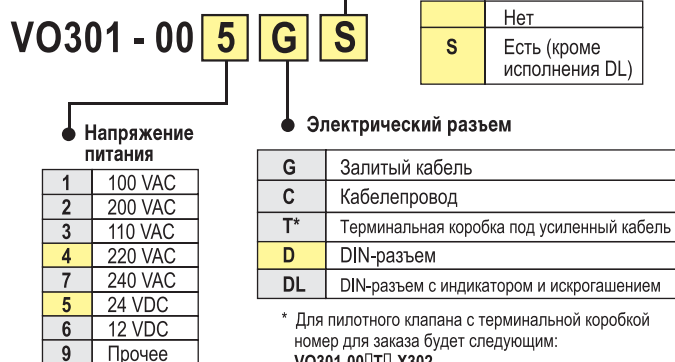 VO301 - 00 5 G S
Нет
S Есть (кроме
исполнения DL)
Напряжение
питания
1 100 VAC
2 200 VAC
3 110 VAC
4 220 VAC
7 240 VAC
5 24 VDC
6 12 VDC
9 Прочее
Электрический разъем
G Залитый кабель
C Кабелепровод
T* Терминальная коробка под усиленный кабель
D DIN-разъем
DL DIN-разъем с индикатором и искрогашением
* Для пилотного клапана с терминальной коробкой
номер для заказа будет следующим:
VO301-00□T□-X302